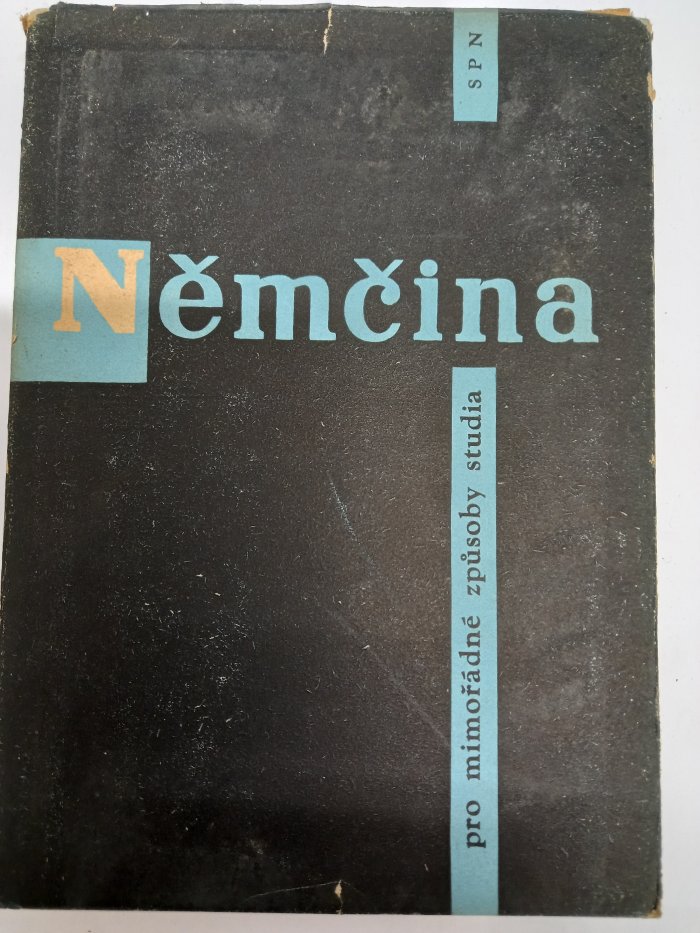 SPN
Němčina
pro mimořádné způsoby studia